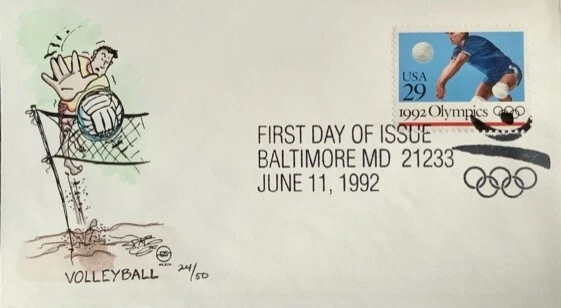 USA
29
1992 Olympics
FIRST DAY OF ISSUE
BALTIMORE MD 21233
JUNE 11, 1992
VOLLEYBALL 24/50